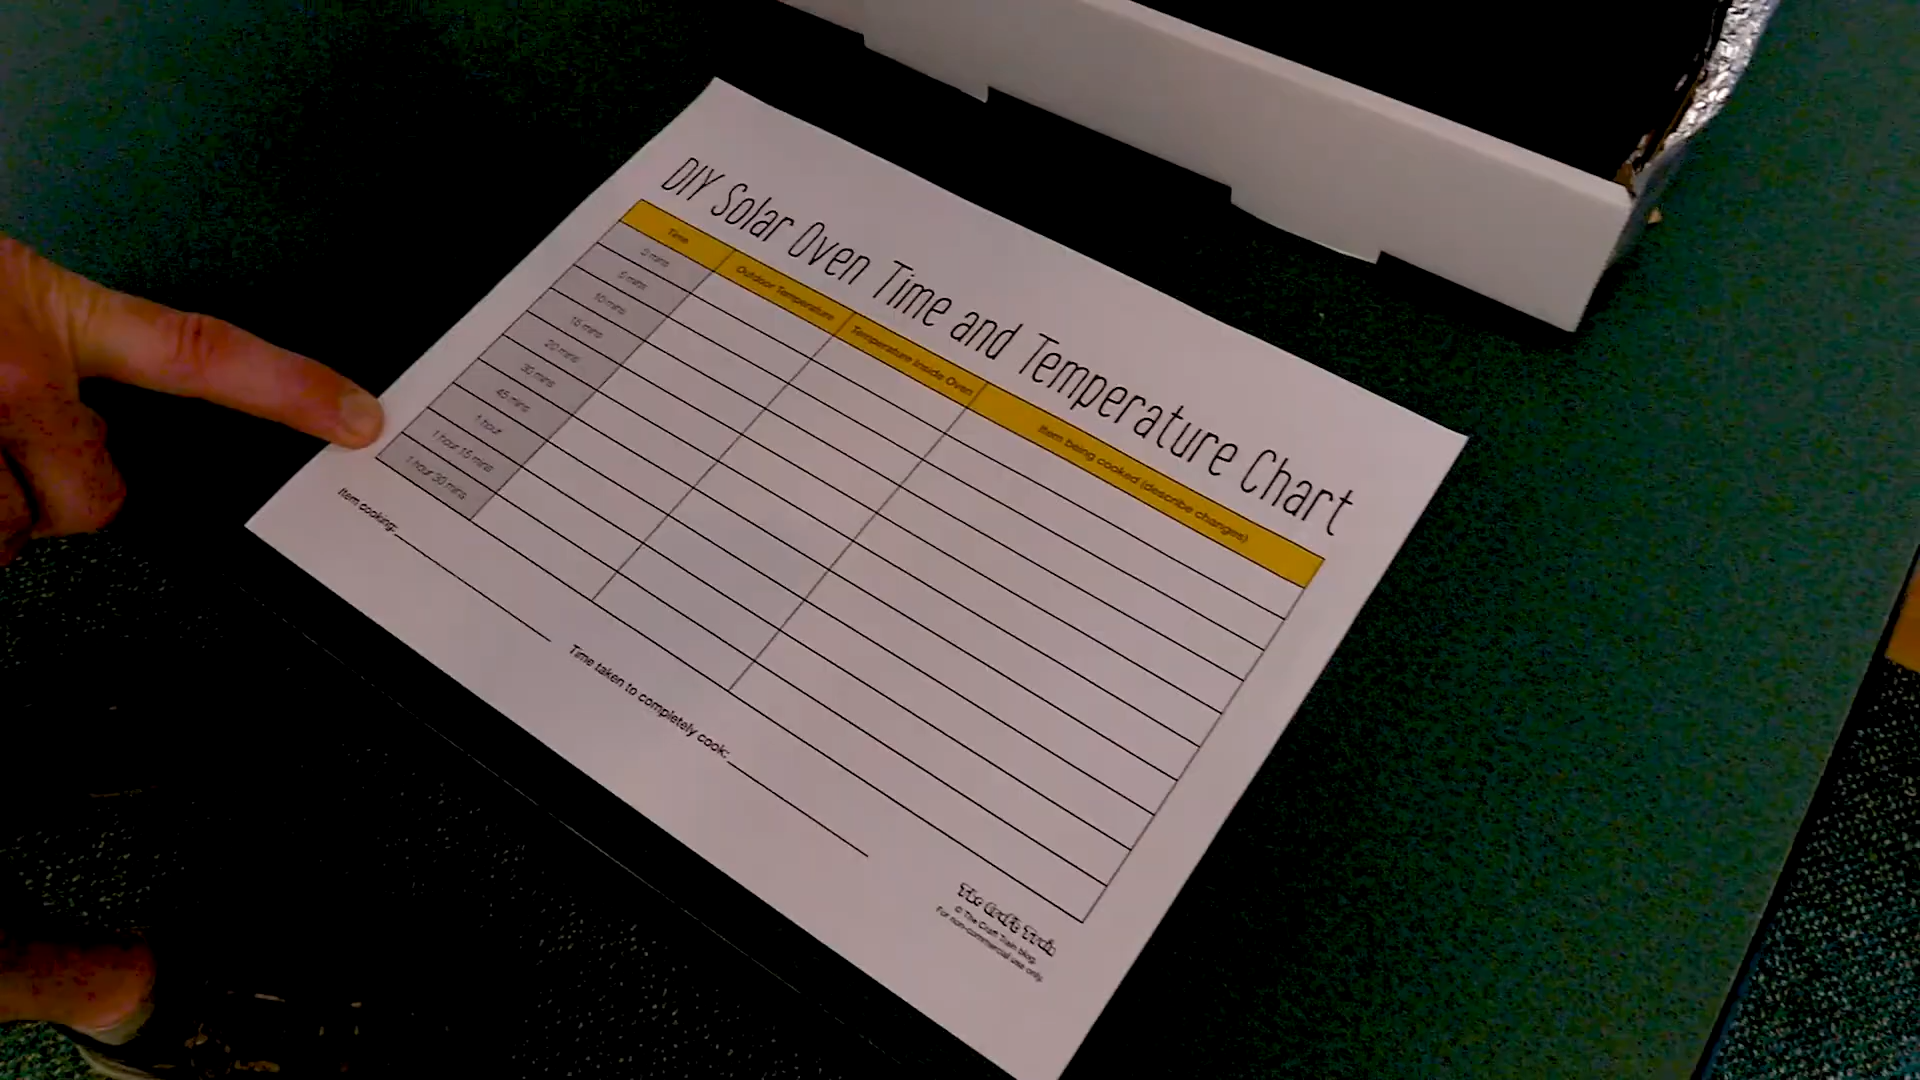 DIY Solar Oven Time and Temperature Chart
Time Outdoor Temperature Temperature Inside Oven Item being cooked (describe changes)
0 mins
5 mins
10 mins
15 mins
20 mins
30 mins
45 mins
1 hour
1 hour 15 mins
1 hour 30 mins
Item cooking: Time taken to completely cook:
The Craft Train
© The Craft Train blog.
For non-commercial use only.